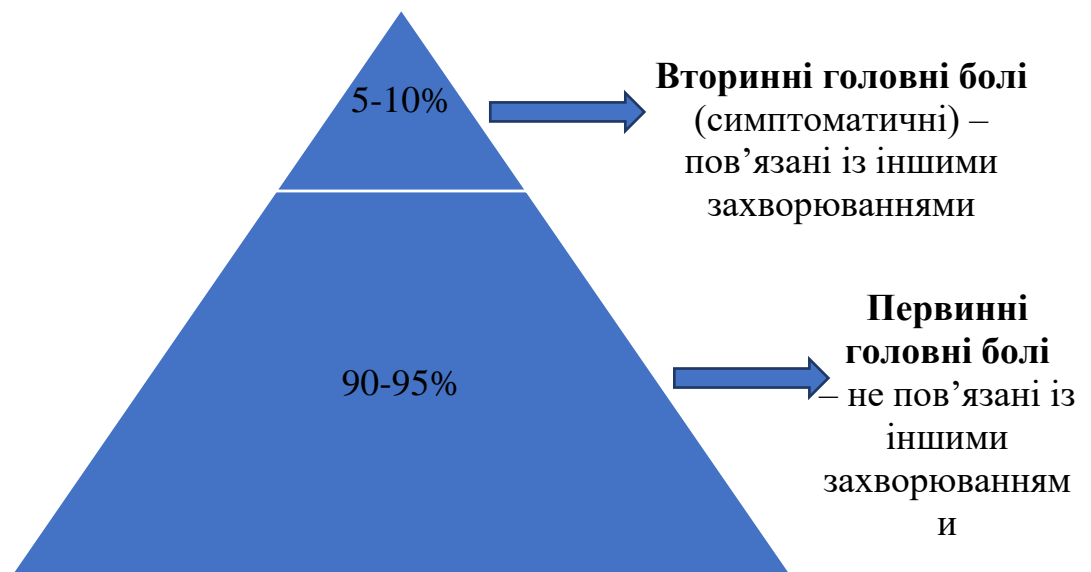 5-10%
Вторинні головні болі
(симптоматичні) –
пов’язані із іншими
захворюваннями
90-95%
Первинні
головні болі
– не пов’язані із
іншими
захворюванням
и